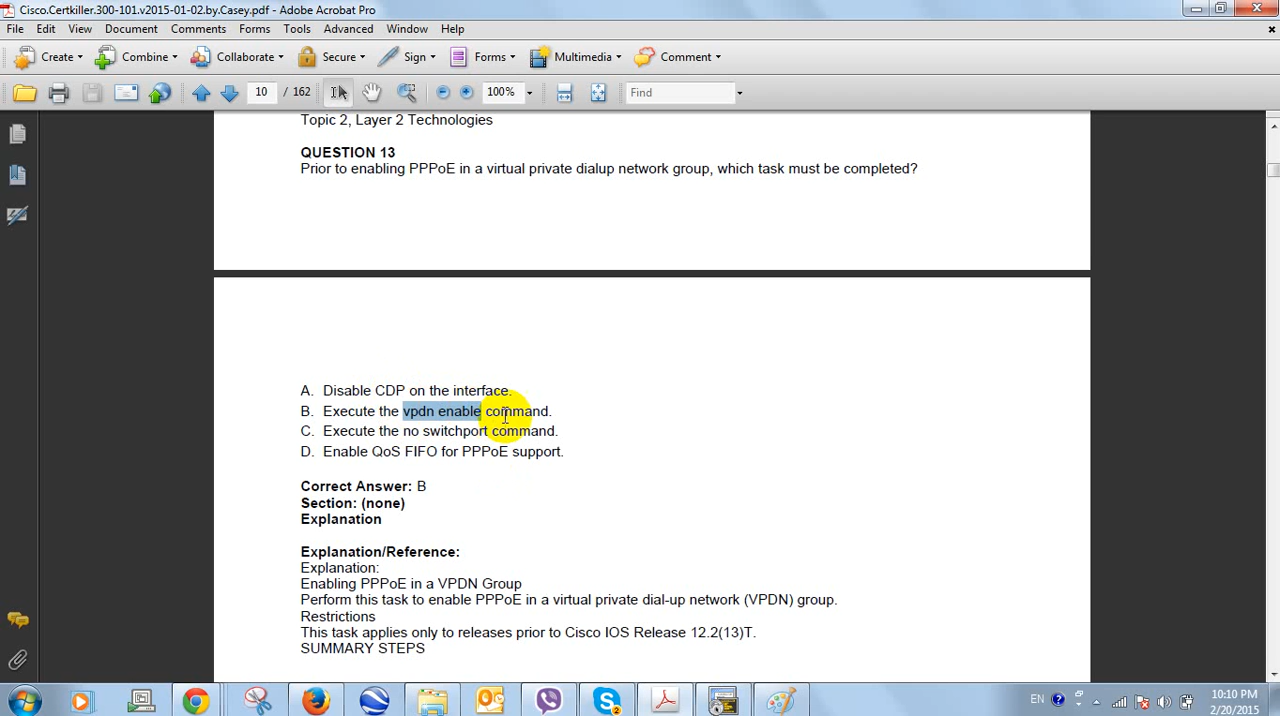 Cisco.Certkiller.300-101.v2015-01-02.by.Casey.pdf - Adobe Acrobat Pro
File Edit View Document Comments Forms Tools Advanced Window Help
Create Combine Collaborate Secure Sign Forms Multimedia Comment
10 / 162 100% Find
Topic 2, Layer 2 Technologies
QUESTION 13
Prior to enabling PPPoE in a virtual private dialup network group, which task must be completed?
A. Disable CDP on the interface.
B. Execute the vpdn enable command.
C. Execute the no switchport command.
D. Enable QoS FIFO for PPPoE support.
Correct Answer: B
Section: (none)
Explanation
Explanation/Reference:
Explanation:
Enabling PPPoE in a VPDN Group
Perform this task to enable PPPoE in a virtual private dial-up network (VPDN) group.
Restrictions
This task applies only to releases prior to Cisco IOS Release 12.2(13)T.
SUMMARY STEPS
EN 10:10 PM
2/20/2015